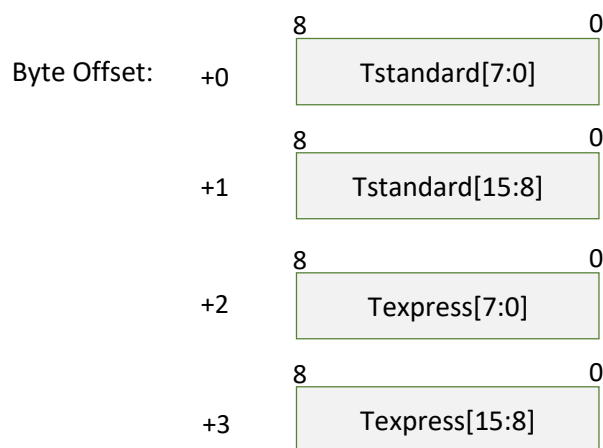 8 0
Byte Offset: +0 Tstandard[7:0]
8 0
+1 Tstandard[15:8]
8 0
+2 Texpress[7:0]
8 0
+3 Texpress[15:8]